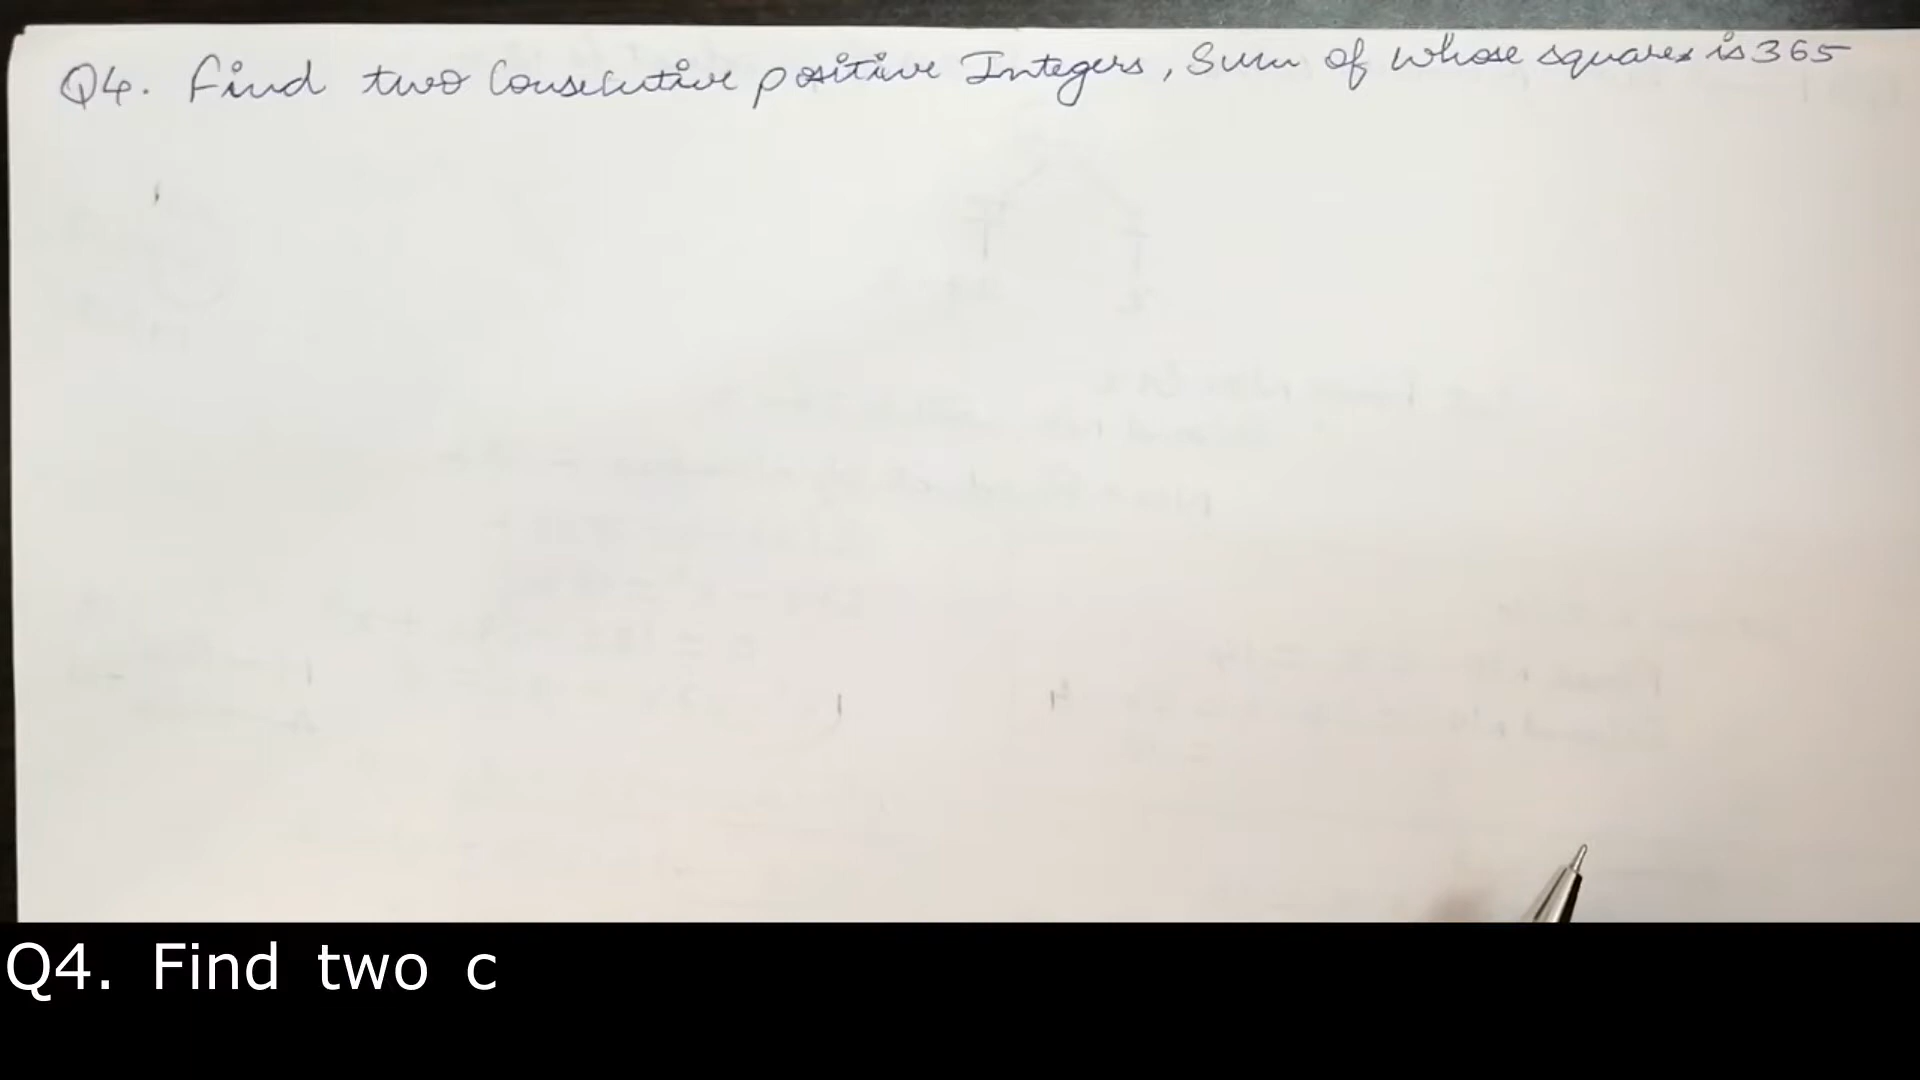 Q4. Find two Consecutive positive Integers, Sum of whose squares is 365
Q4. Find two c